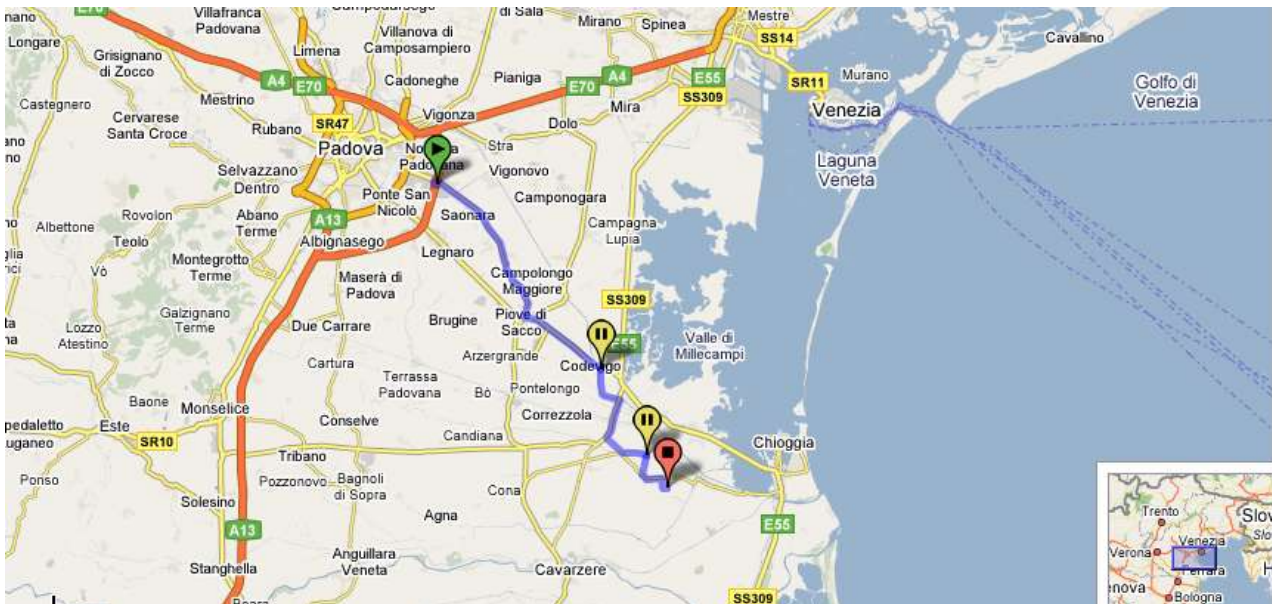 E70
Villafranca
Padovana
Longare
Grisignano
di Zocco
Limena
Villanova di
Camposampiero
di Sala
Mirano
Spinea
Mestre
SS14
Cavallino
A4
E70
Cadoneghe
Pianiga
E70
A4
E55
SS309
SR11
Murano
Golfo di
Venezia
Castegnero
Mestrino
Cervarese
Santa Croce
Rubano
SR47
Vigonza
Dolo
Mira
Venezia
Padova
Stra
Padovana
Vigonovo
Laguna
Veneta
Selvazzano
Dentro
Ponte San
Nicolò
Saonara
Camponogara
Rovolon
Albettone
Teolo
Abano
Terme
A13
Albignasego
Legnaro
Campagna
Lupia
Vò
Montegrotto
Terme
Maserà di
Padova
Campolongo
Maggiore
SS309
Galzignano
Terme
Lozzo
Atestino
Due Carrare
Brugine
Piove di
Sacco
E55
Valle di
Millecampi
Cartura
Arzergrande
Codevigo
Terrassa
Padovana
Bò
Pontelongo
Baone
Monselice
Conselve
Correzzola
Este
SR10
Candiana
Chioggia
Tribano
Ponso
Pozzonovo
Bagnoli
di Sopra
Cona
Solesino
Agna
A13
E55
Stanghella
Anguillara
Veneta
Cavarzere
SS309
Trento
Slov
Verona
Venezia
Ferrara
enova
Bologna